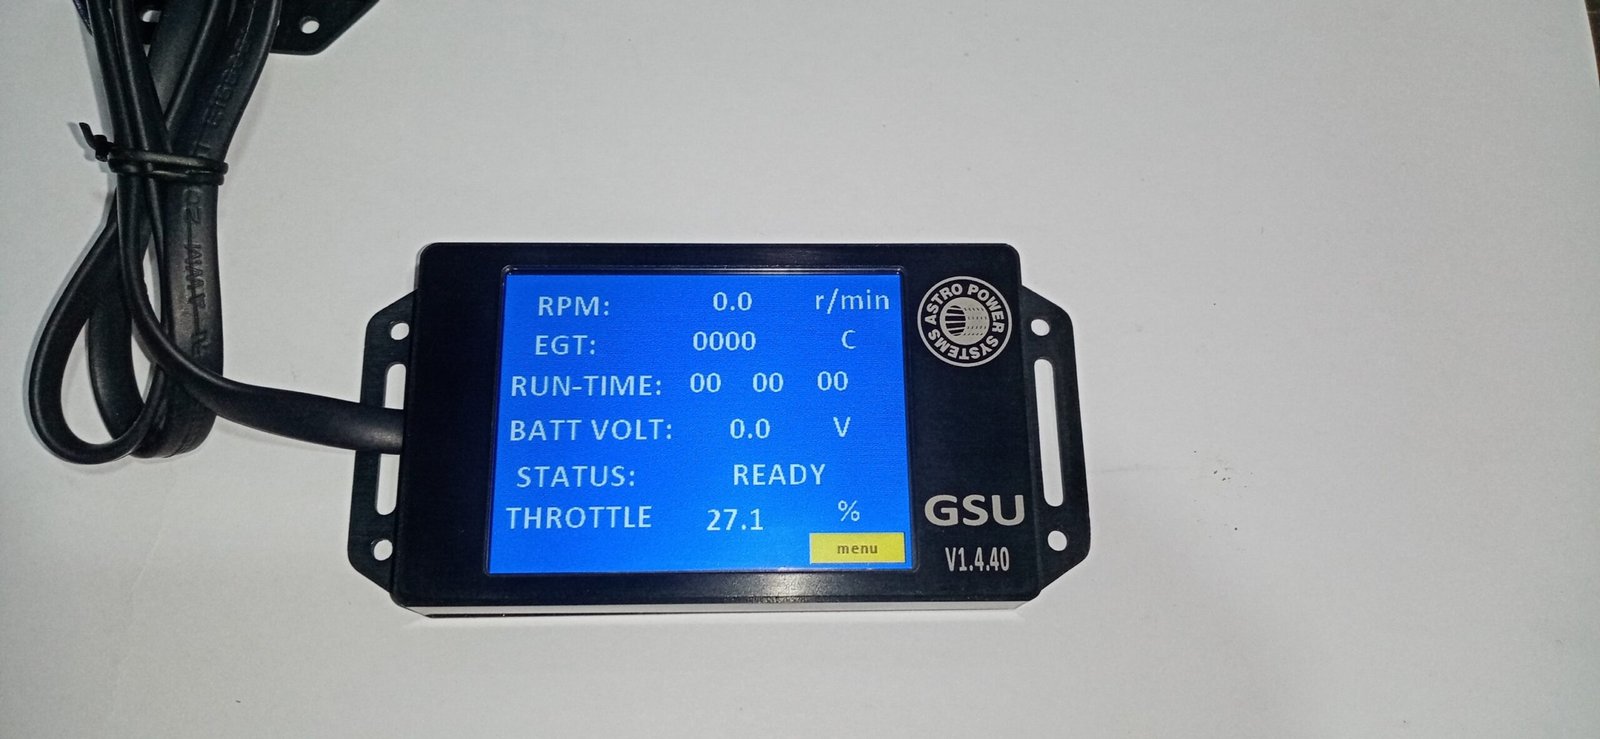 RPM: 0.0 r/min
EGT: 0000 C
RUN-TIME: 00 00 00
BATT VOLT: 0.0 V
STATUS: READY
THROTTLE 27.1 %
menu
ASTRO POWER SYSTEMS
GSU
V1.4.40